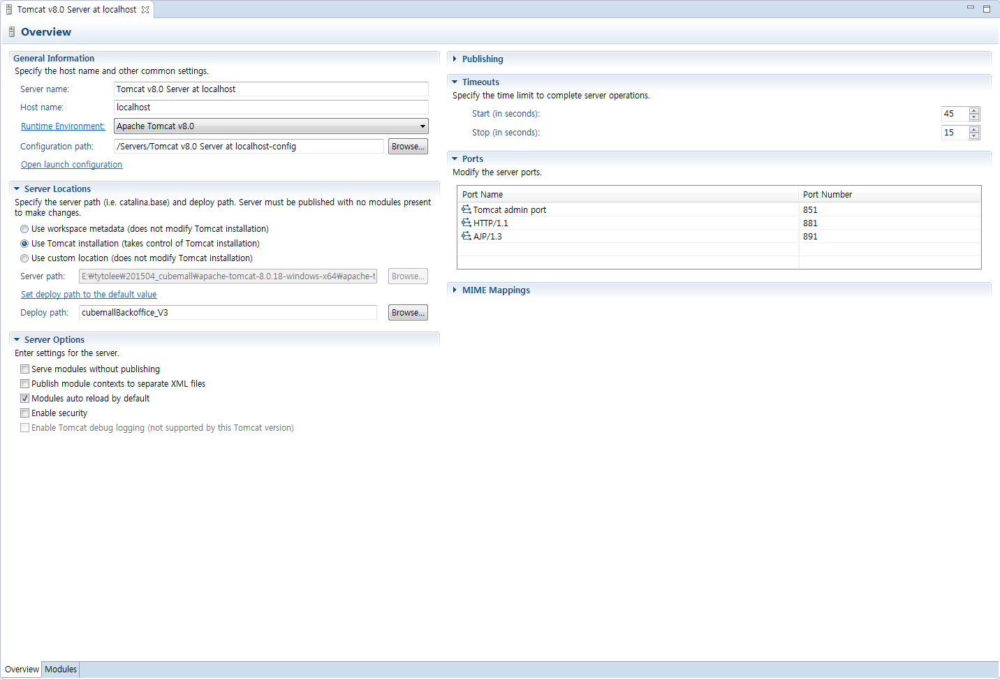 Tomcat v8.0 Server at localhost
Overview
General Information
Specify the host name and other common settings.
Server name: Tomcat v8.0 Server at localhost
Host name: localhost
Runtime Environment: Apache Tomcat v8.0
Configuration path: /Servers/Tomcat v8.0 Server at localhost-config Browse...
Open launch configuration
Server Locations
Specify the server path (i.e. catalina.base) and deploy path. Server must be published with no modules present
to make changes.
Use workspace metadata (does not modify Tomcat installation)
Use Tomcat installation (takes control of Tomcat installation)
Use custom location (does not modify Tomcat installation)
Server path: E:₩tytolee₩201504_cubemall₩apache-tomcat-8.0.18-windows-x64₩apache-t Browse...
Set deploy path to the default value
Deploy path: cubemallBackoffice_V3 Browse...
Server Options
Enter settings for the server.
Serve modules without publishing
Publish module contexts to separate XML files
Modules auto reload by default
Enable security
Enable Tomcat debug logging (not supported by this Tomcat version)
Publishing
Timeouts
Specify the time limit to complete server operations.
Start (in seconds): 45
Stop (in seconds): 15
Ports
Modify the server ports.
Port Name Port Number
Tomcat admin port 851
HTTP/1.1 881
AJP/1.3 891
MIME Mappings
Overview Modules